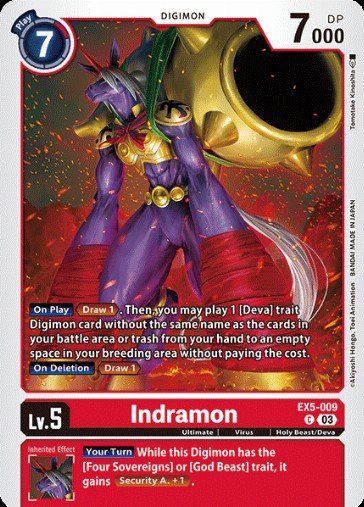 Play
7
DIGIMON
7000
DP
Tomotake Kinoshita
©Akiyoshi Hongo, Toei Animation BANDAI MADE IN JAPAN
On Play Draw 1. Then, you may play 1 [Deva] trait
Digimon card without the same name as the cards in
your battle area or trash from your hand to an empty
space in your breeding area without paying the cost.
On Deletion Draw 1.
Lv.5
Indramon
EX5-009
C 03
Ultimate | Virus | Holy Beast/Deva
Inherited Effect
Your Turn While this Digimon has the
[Four Sovereigns] or [God Beast] trait, it
gains Security A. +1.